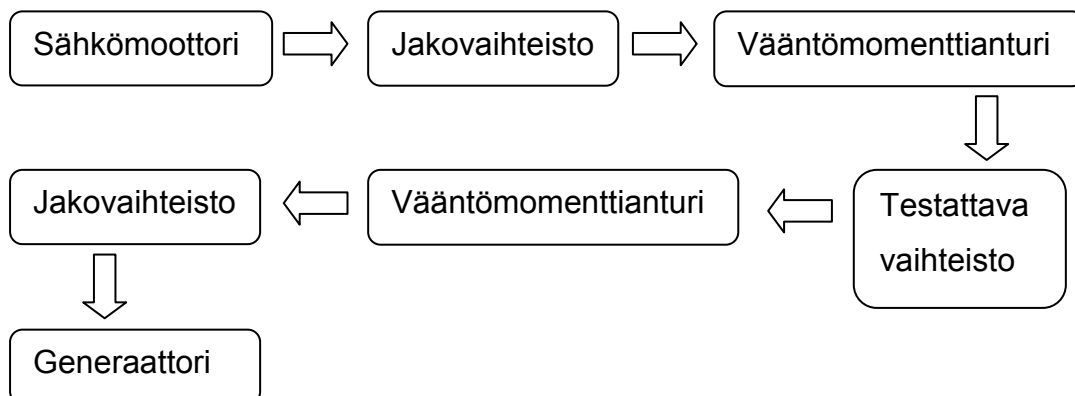 Sähkömoottori
Jakovaihteisto
Vääntömomenttianturi
Testattava
vaihteisto
Vääntömomenttianturi
Jakovaihteisto
Generaattori